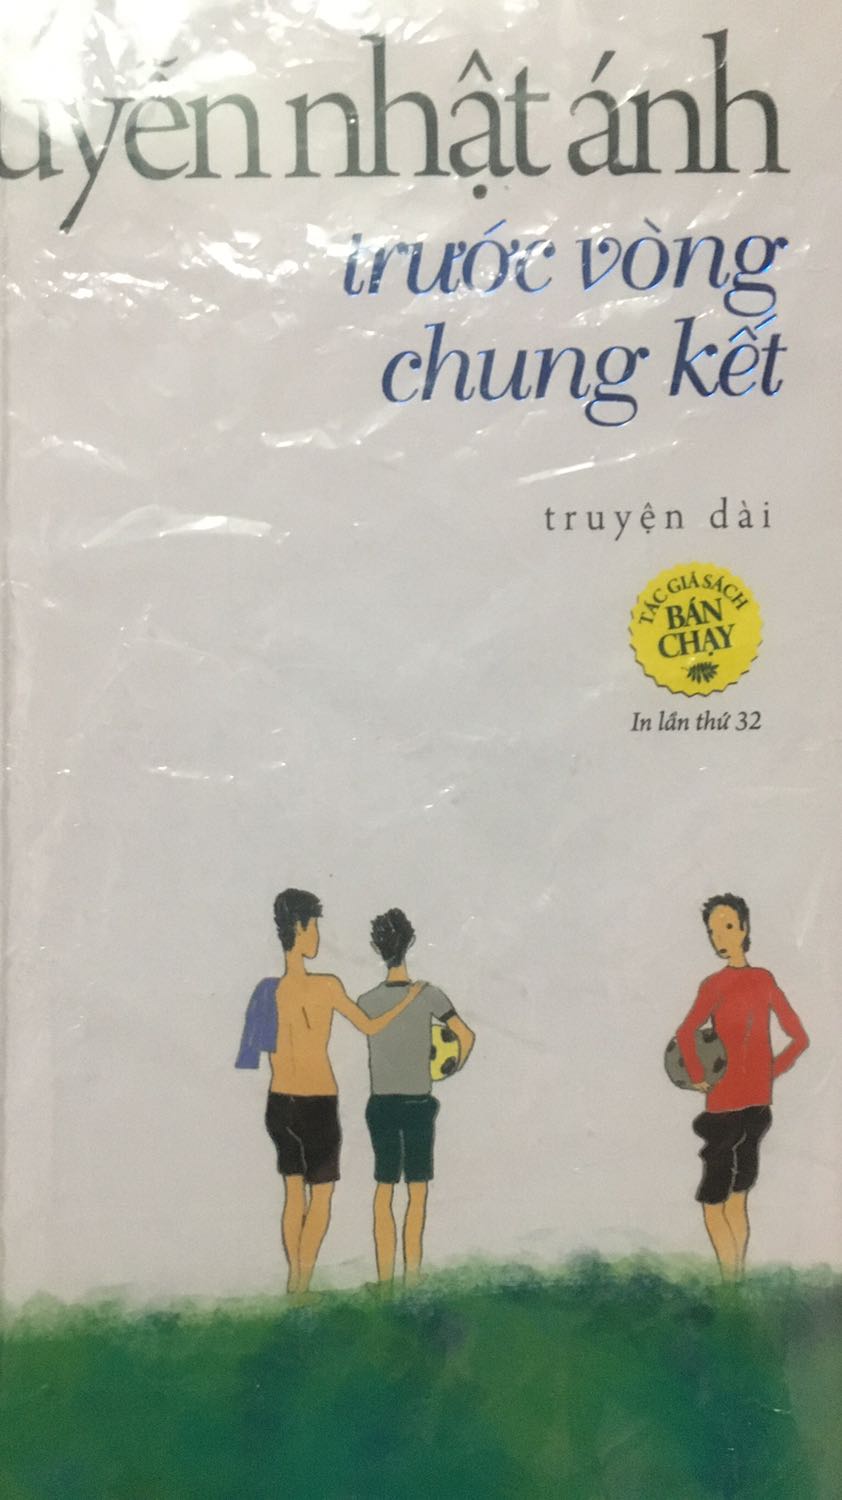 uyễn nhật ánh
trước vòng
chung kết
truyện dài
TÁC GIẢ SÁCH
BÁN
CHẠY
In lần thứ 32